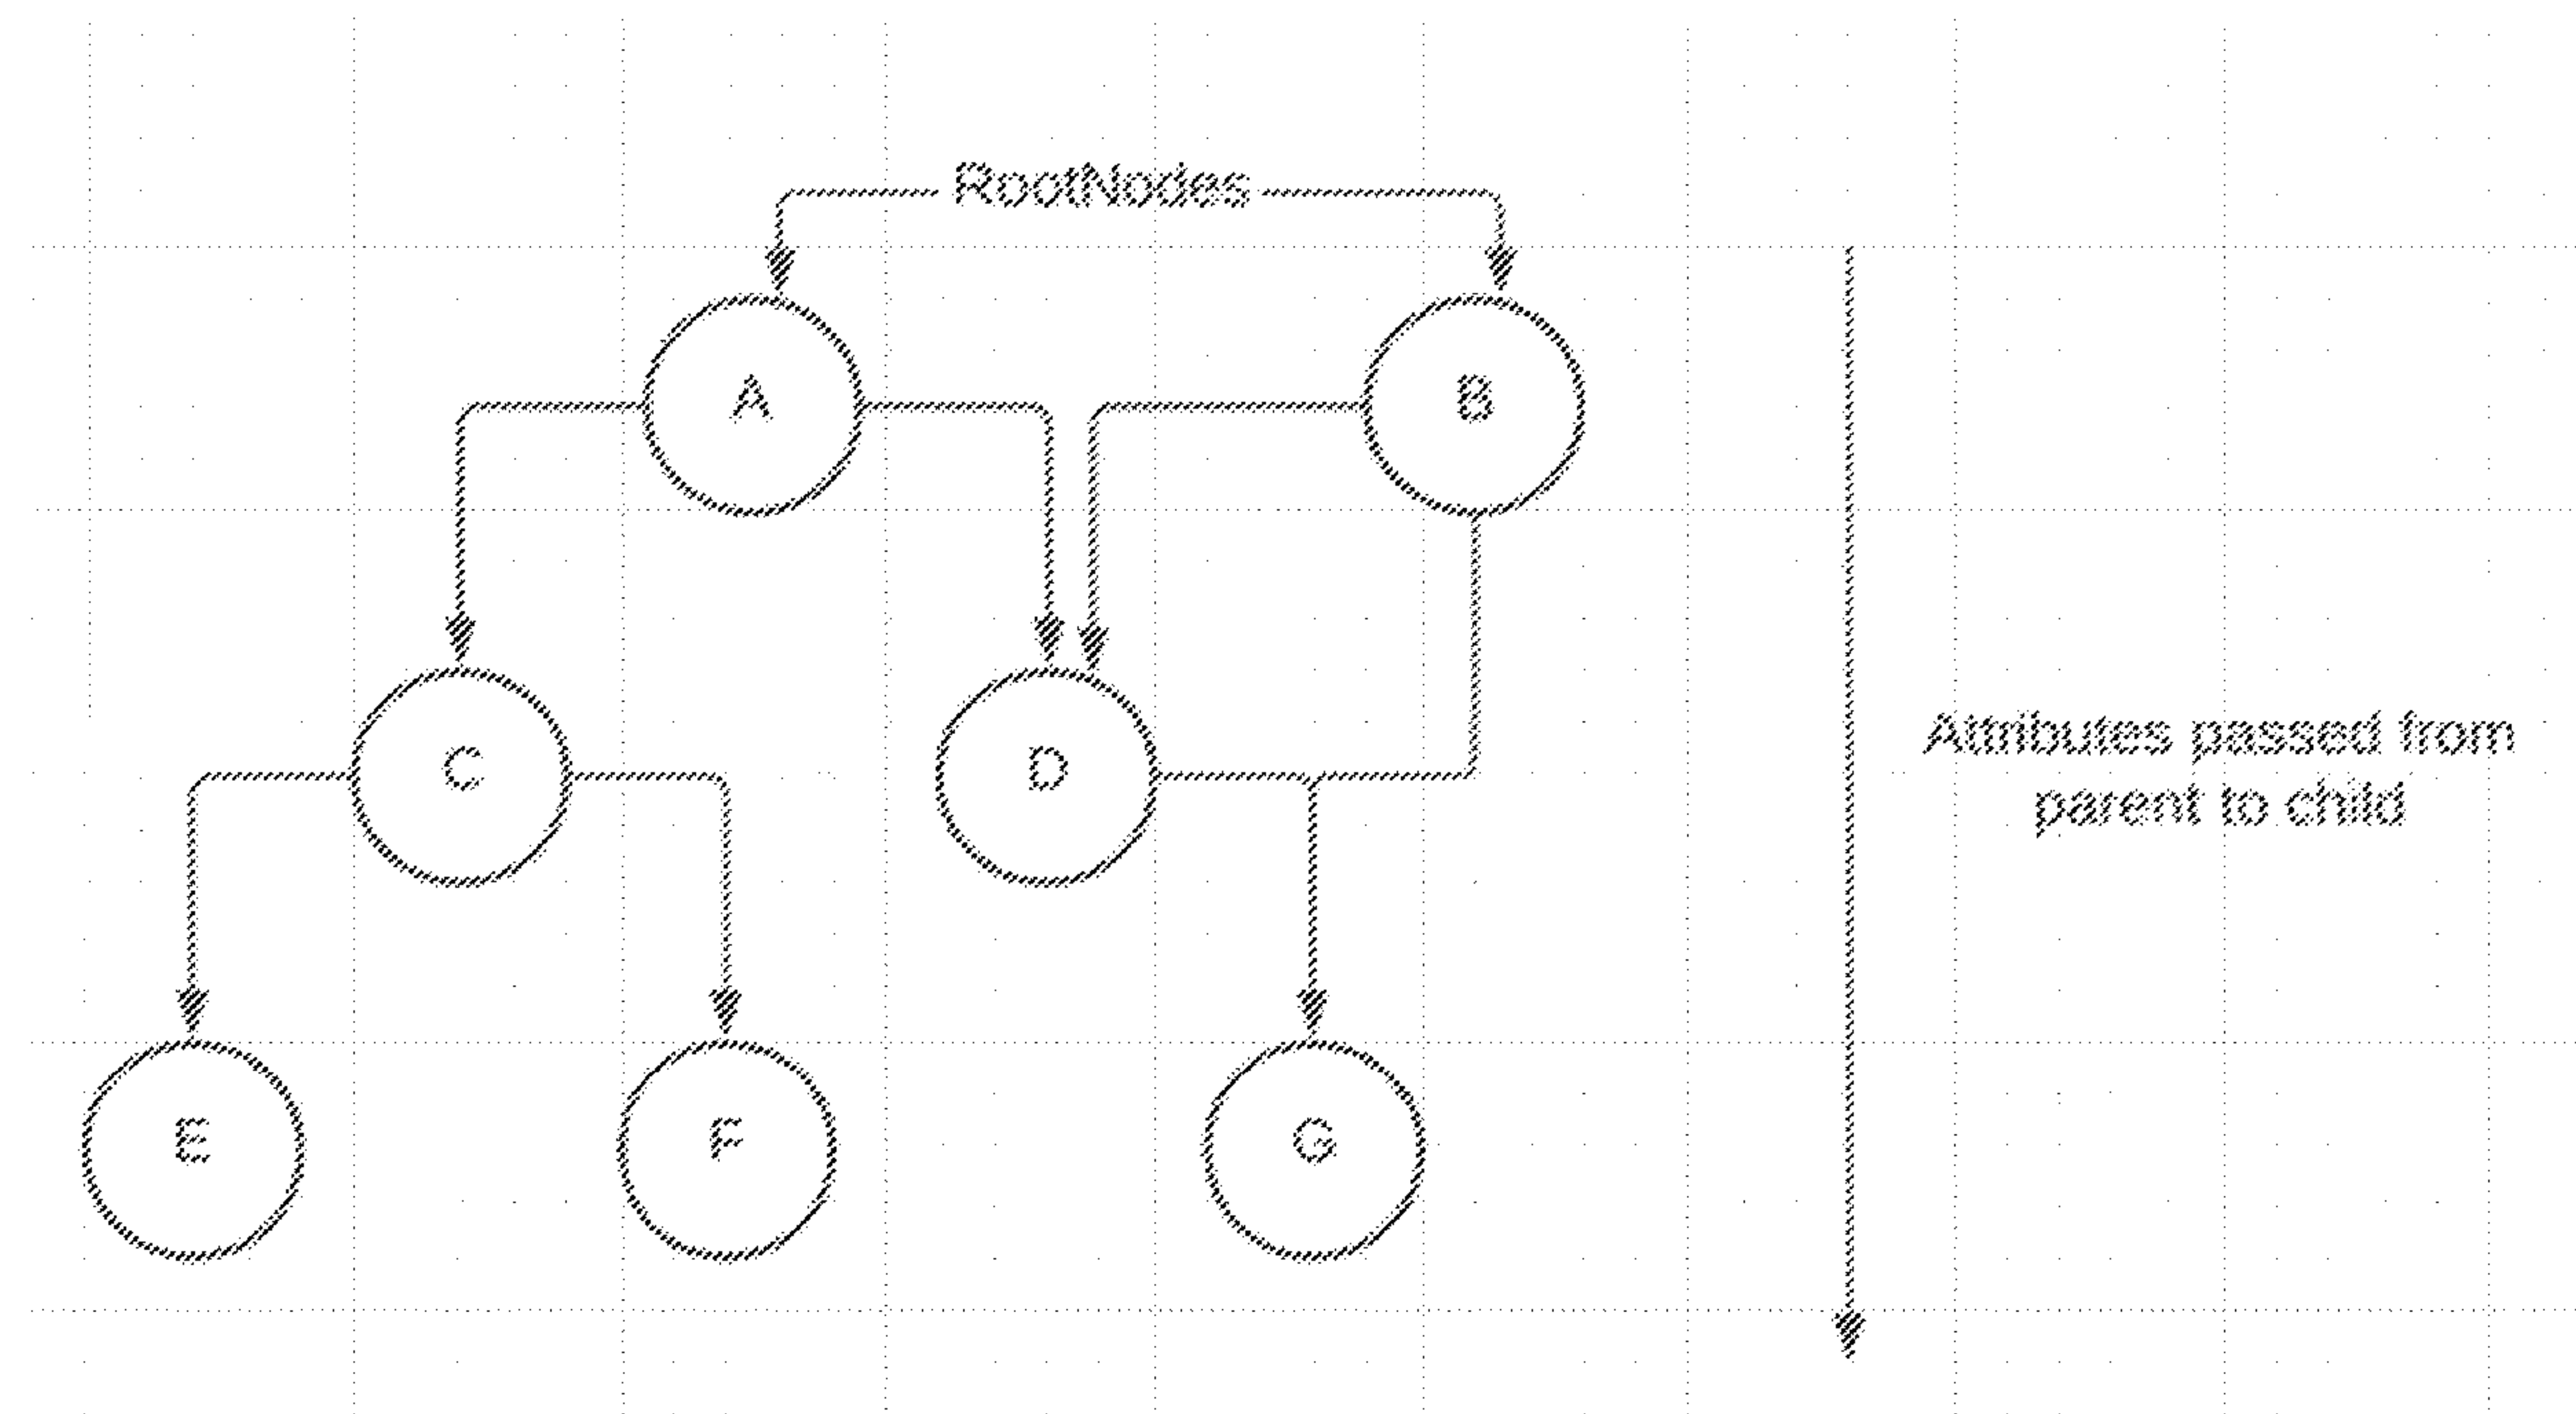 RootNodes
A
B
C
D
Attributes passed from
parent to child
E
F
G